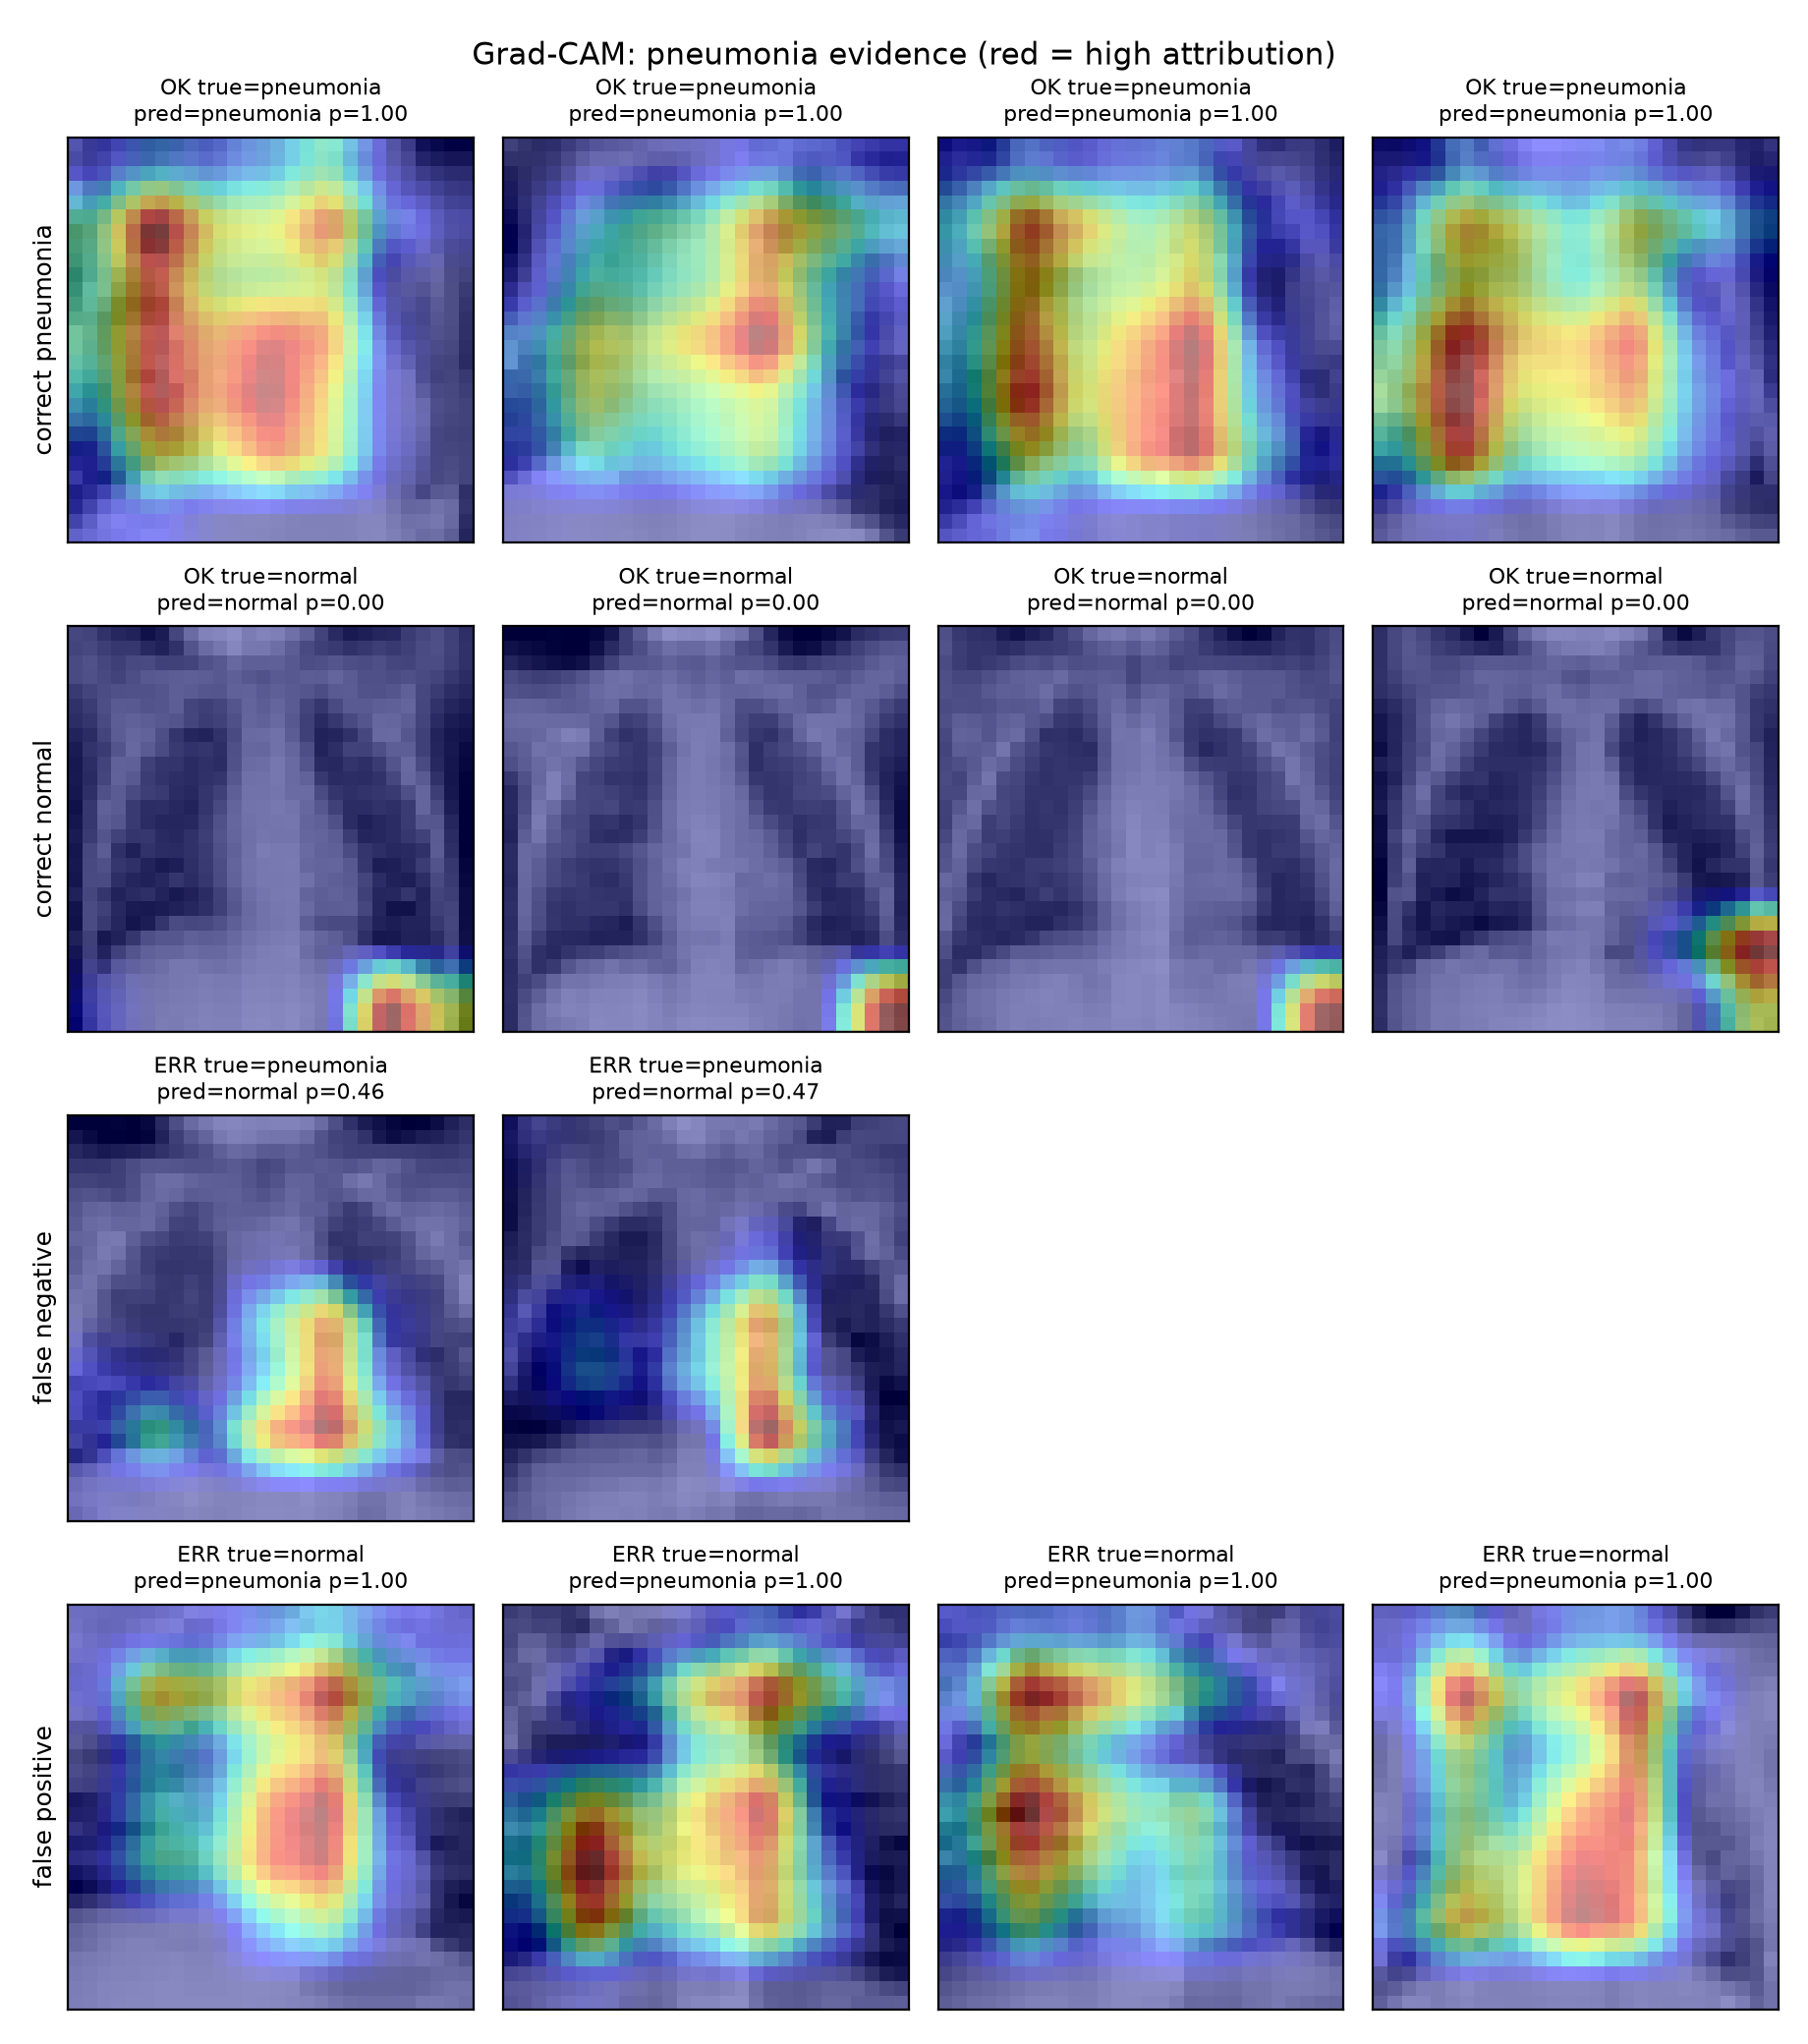 Grad-CAM: pneumonia evidence (red = high attribution)
OK true=pneumonia
pred=pneumonia p=1.00
OK true=pneumonia
pred=pneumonia p=1.00
OK true=pneumonia
pred=pneumonia p=1.00
OK true=pneumonia
pred=pneumonia p=1.00
correct pneumonia
OK true=normal
pred=normal p=0.00
OK true=normal
pred=normal p=0.00
OK true=normal
pred=normal p=0.00
OK true=normal
pred=normal p=0.00
correct normal
ERR true=pneumonia
pred=normal p=0.46
ERR true=pneumonia
pred=normal p=0.47
false negative
ERR true=normal
pred=pneumonia p=1.00
ERR true=normal
pred=pneumonia p=1.00
ERR true=normal
pred=pneumonia p=1.00
ERR true=normal
pred=pneumonia p=1.00
false positive